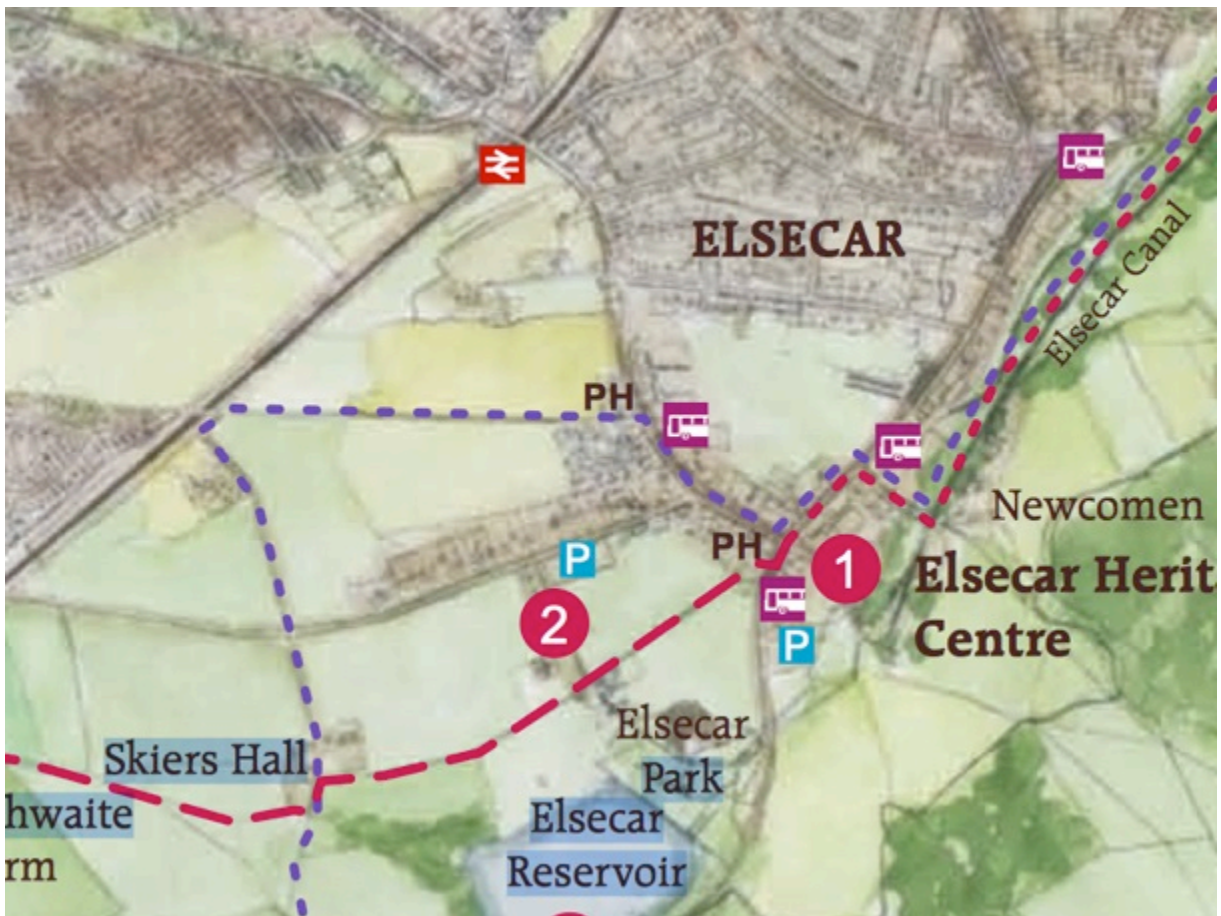 ELSECAR
Elsecar Canal
PH
Newcomen
PH
P
1
Elsecar Herit
Centre
2
P
Elsecar
Park
Skiers Hall
Elsecar
Reservoir
hwaite
rm